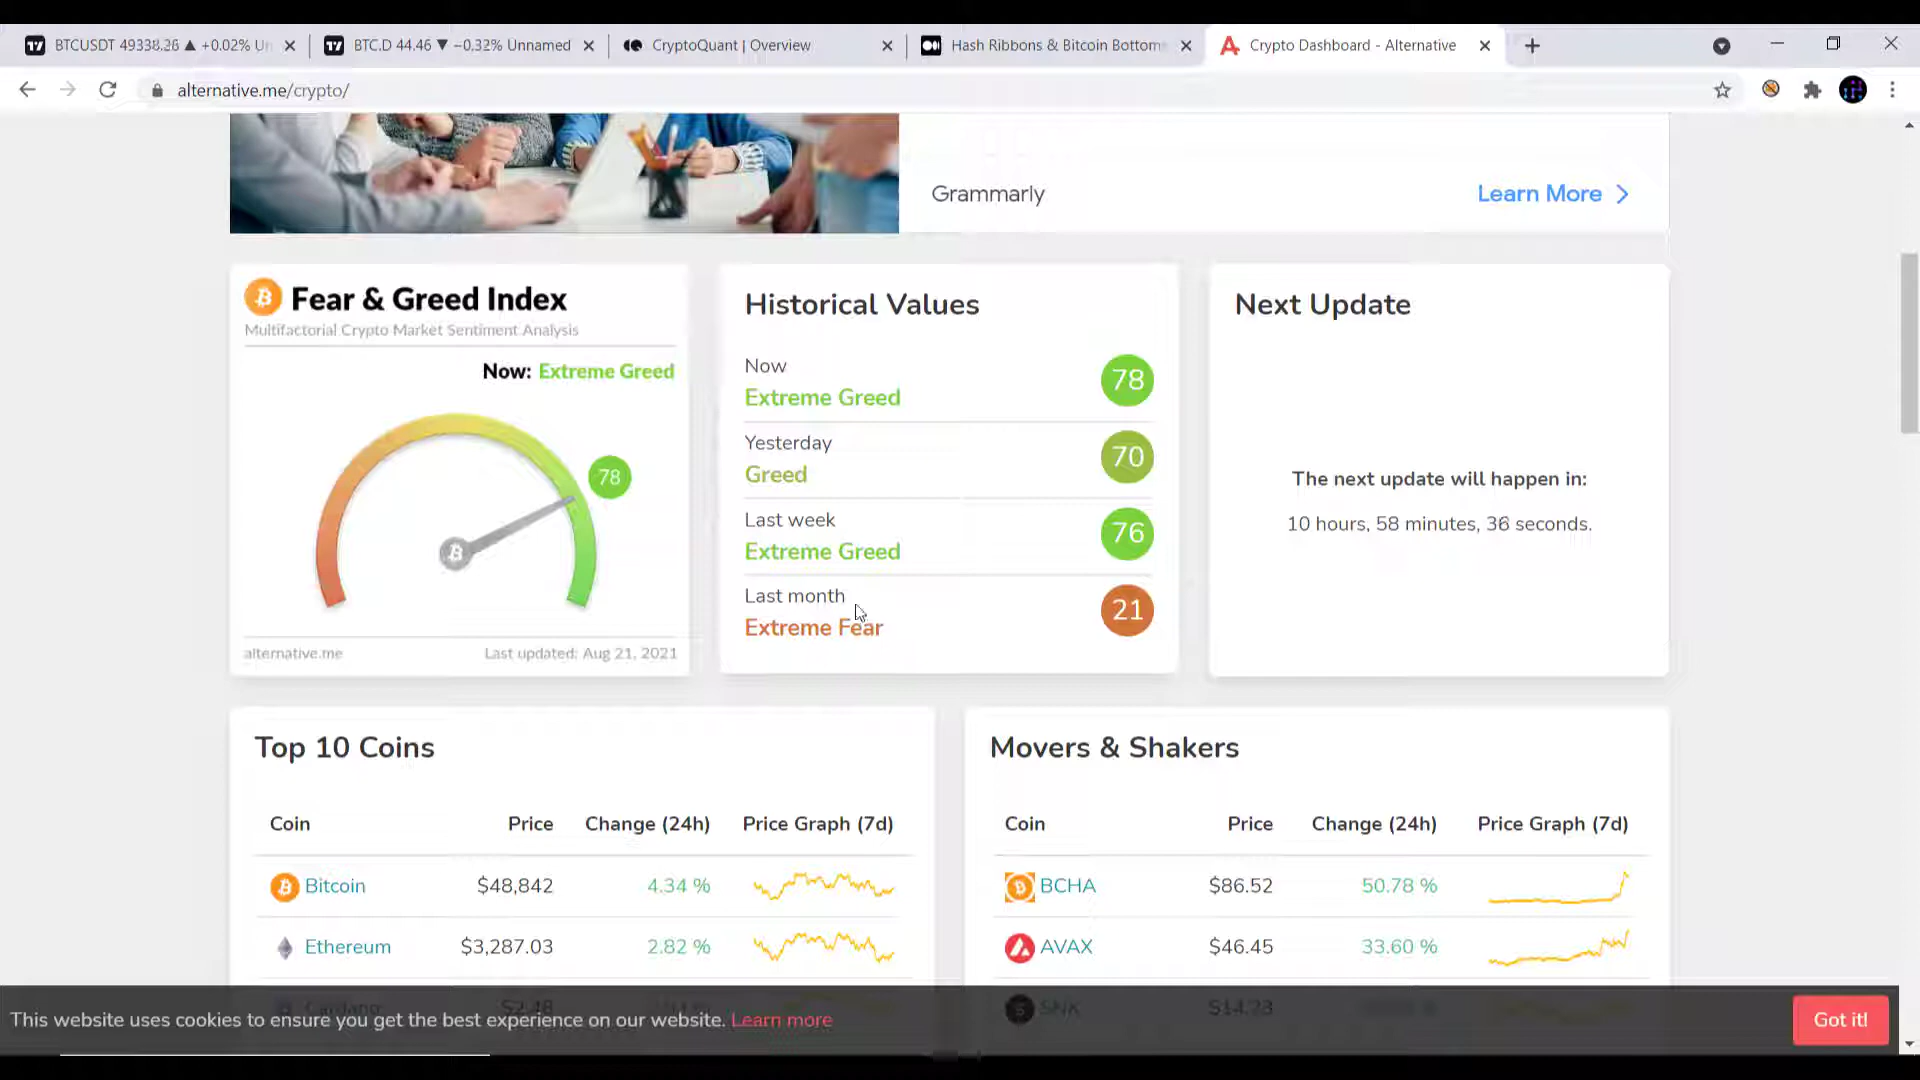 BTCUSDT 49338.26 ▲ +0.02% Un
BTC.D 44.46 ▼ −0.32% Unnamed
CryptoQuant | Overview
Hash Ribbons & Bitcoin Bottom
Crypto Dashboard - Alternative
alternative.me/crypto/
Grammarly
Learn More
Fear & Greed Index
Multifactorial Crypto Market Sentiment Analysis
Now: Extreme Greed
78
alternative.me
Last updated: Aug 21, 2021
Historical Values
Now
Extreme Greed
78
Yesterday
Greed
70
Last week
Extreme Greed
76
Last month
Extreme Fear
21
Next Update
The next update will happen in:
10 hours, 58 minutes, 36 seconds.
Top 10 Coins
Coin Price Change (24h) Price Graph (7d)
Bitcoin $48,842 4.34 %
Ethereum $3,287.03 2.82 %
Cardano $2.48
Movers & Shakers
Coin Price Change (24h) Price Graph (7d)
BCHA $86.52 50.78 %
AVAX $46.45 33.60 %
SNK $14.23
This website uses cookies to ensure you get the best experience on our website. Learn more
Got it!